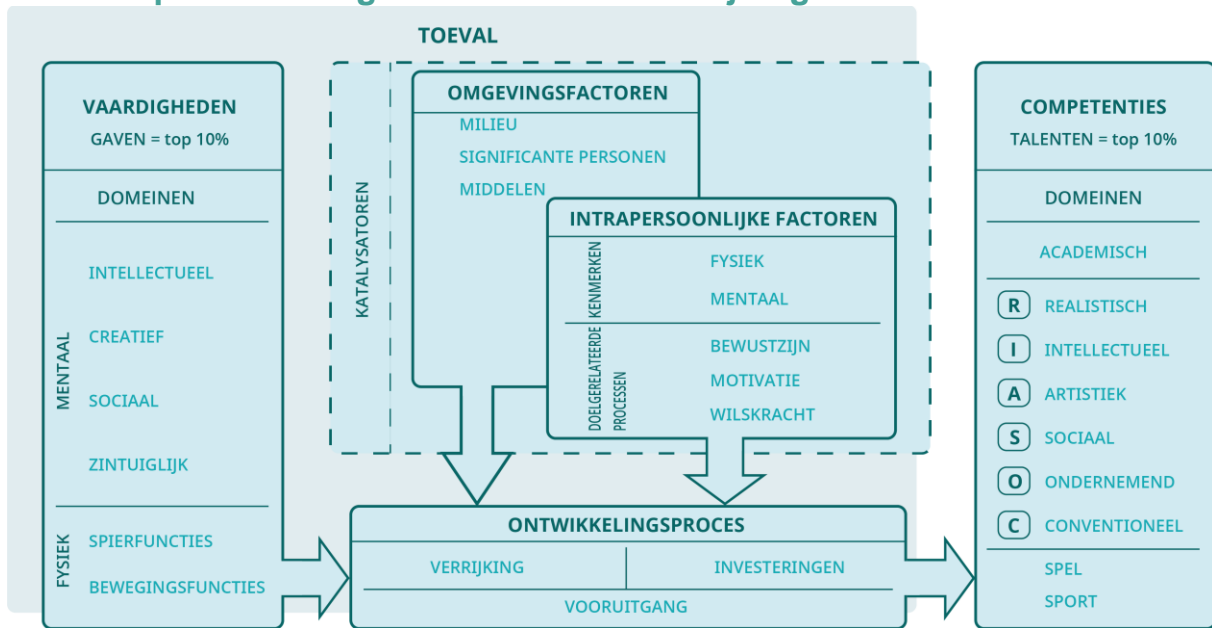 TOEVAL
VAARDIGHEDEN
GAVEN = top 10%
DOMEINEN
MENTAAL
INTELLECTUEEL
CREATIEF
SOCIAAL
ZINTUIGLIJK
FYSIEK
SPIERFUNCTIES
BEWEGINGSFUNCTIES
KATALYSATOREN
OMGEVINGSFACTOREN
MILIEU
SIGNIFICANTE PERSONEN
MIDDELEN
INTRAPERSOONLIJKE FACTOREN
KENMERKEN
FYSIEK
MENTAAL
DOELGERELATEERDE
PROCESSEN
BEWUSTZIJN
MOTIVATIE
WILSKRACHT
ONTWIKKELINGSPROCES
VERRIJKING
INVESTERINGEN
VOORUITGANG
COMPETENTIES
TALENTEN = top 10%
DOMEINEN
ACADEMISCH
R REALISTISCH
I INTELLECTUEEL
A ARTISTIEK
S SOCIAAL
O ONDERNEMEND
C CONVENTIONEEL
SPEL
SPORT